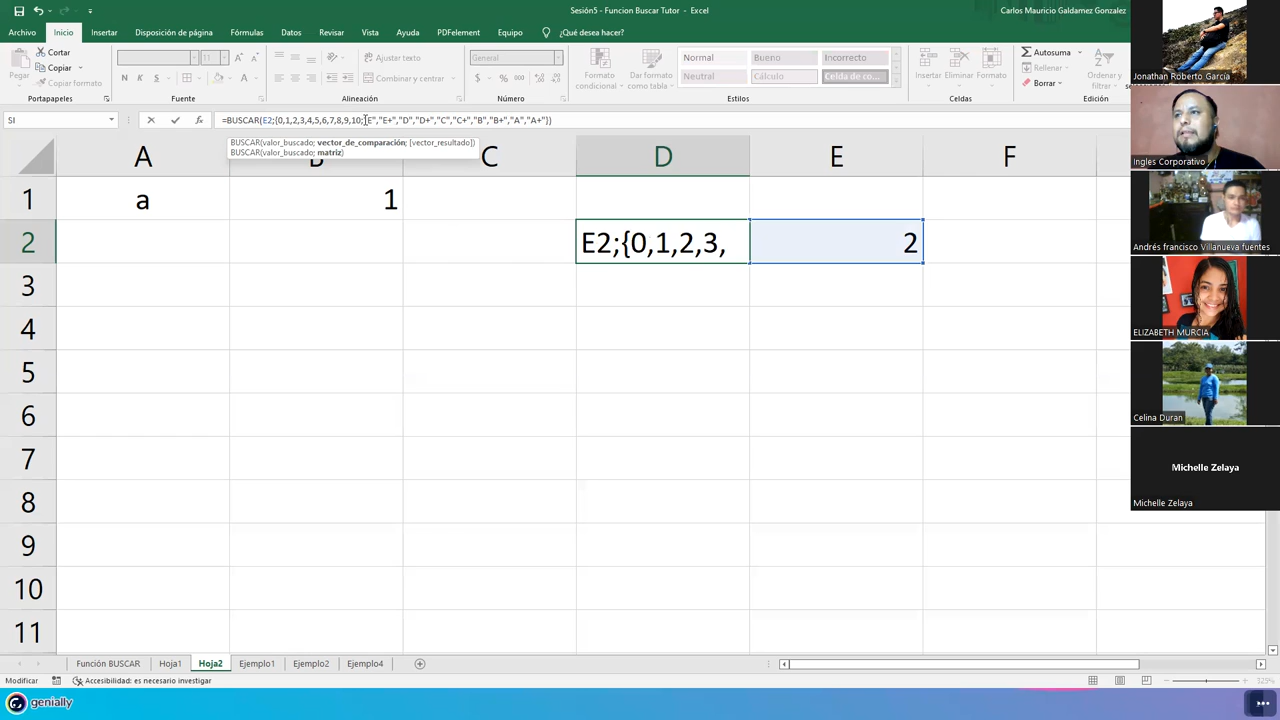 Sesión5 - Funcion Buscar Tutor - Excel
Carlos Mauricio Galdamez Gonzalez
Archivo Inicio Insertar Disposición de página Fórmulas Datos Revisar Vista Ayuda PDFelement Equipo ¿Qué desea hacer?
Pegar
Cortar
Copiar
Copiar formato
11
N K S
Ajustar texto
Combinar y centrar
General
Formato condicional
Dar formato como tabla
Normal Bueno Incorrecto
Neutral Cálculo Celda de co...
Insertar Eliminar Formato
Autosuma
Rellenar
Borrar
Ordenar y filtrar
Portapapeles Fuente Alineación Número Estilos Celdas Edición
SI
=BUSCAR(E2;{0,1,2,3,4,5,6,7,8,9,10;"E","E+","D","D+","C","C+","B","B+","A","A+"})
BUSCAR(valor_buscado; vector_de_comparación; [vector_resultado])
BUSCAR(valor_buscado; matriz)
A B C D E F
1 a 1
2 E2;{0,1,2,3, 2
3
4
5
6
7
8
9
10
11
Función BUSCAR Hoja1 Hoja2 Ejemplo1 Ejemplo2 Ejemplo4
Modificar Accesibilidad: es necesario investigar 325%
genially
Jonathan Roberto García
Ingles Corporativo
Andrés francisco Villanueva fuentes
ELIZABETH MURCIA
Celina Duran
Michelle Zelaya
Michelle Zelaya